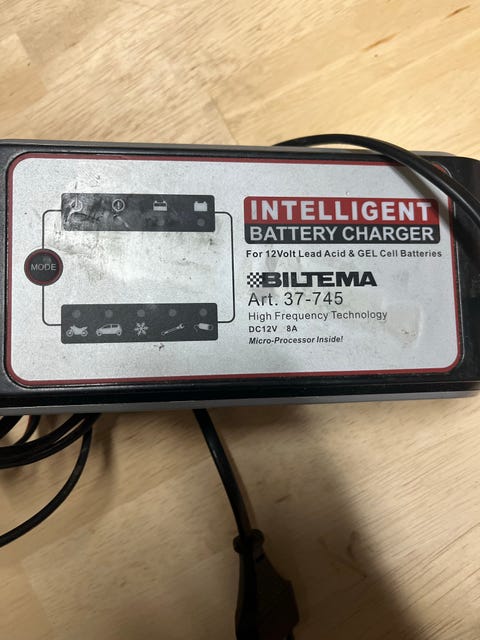 MODE
INTELLIGENT
BATTERY CHARGER
For 12Volt Lead Acid & GEL Cell Batteries
BILTEMA
Art. 37-745
High Frequency Technology
DC12V 8A
Micro-Processor Inside!